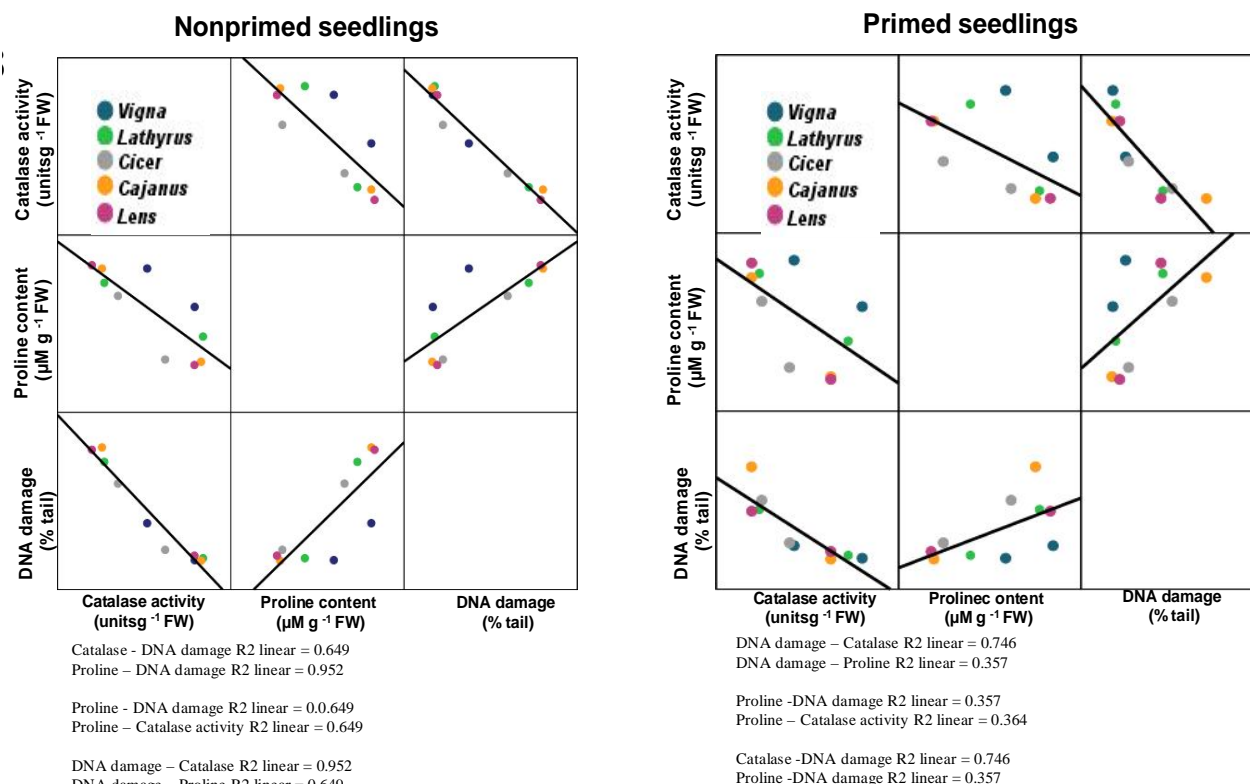 Nonprimed seedlings
Catalase activity
(unitsg -1 FW)
Proline content
(µM g -1 FW)
DNA damage
(% tail)
Vigna
Lathyrus
Cicer
Cajanus
Lens
Catalase activity
(unitsg -1 FW)
Proline content
(µM g -1 FW)
DNA damage
(% tail)
Catalase - DNA damage R2 linear = 0.649
Proline – DNA damage R2 linear = 0.952
Proline - DNA damage R2 linear = 0.0.649
Proline – Catalase activity R2 linear = 0.649
DNA damage – Catalase R2 linear = 0.952
DNA damage – Proline R2 linear = 0.649
Primed seedlings
Catalase activity
(unitsg -1 FW)
Proline content
(µM g -1 FW)
DNA damage
(% tail)
Vigna
Lathyrus
Cicer
Cajanus
Lens
Catalase activity
(unitsg -1 FW)
Prolinec ontent
(µM g -1 FW)
DNA damage
(% tail)
DNA damage – Catalase R2 linear = 0.746
DNA damage – Proline R2 linear = 0.357
Proline -DNA damage R2 linear = 0.357
Proline – Catalase activity R2 linear = 0.364
Catalase -DNA damage R2 linear = 0.746
Proline -DNA damage R2 linear = 0.357